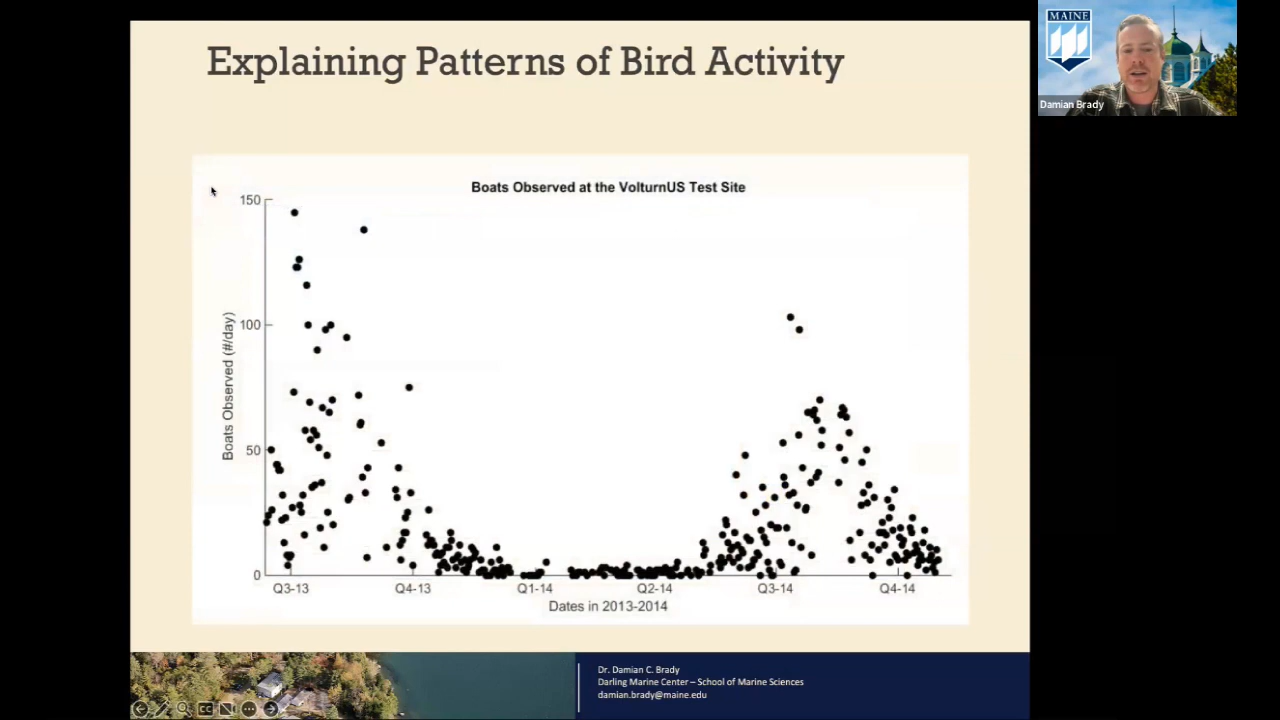 Explaining Patterns of Bird Activity
MAINE
Damian Brady
Boats Observed at the VolturnUS Test Site
150
100
50
0
Boats Observed (#/day)
Q3-13
Q4-13
Q1-14
Q2-14
Q3-14
Q4-14
Dates in 2013-2014
Dr. Damian C. Brady
Darling Marine Center – School of Marine Sciences
damian.brady@maine.edu
CC